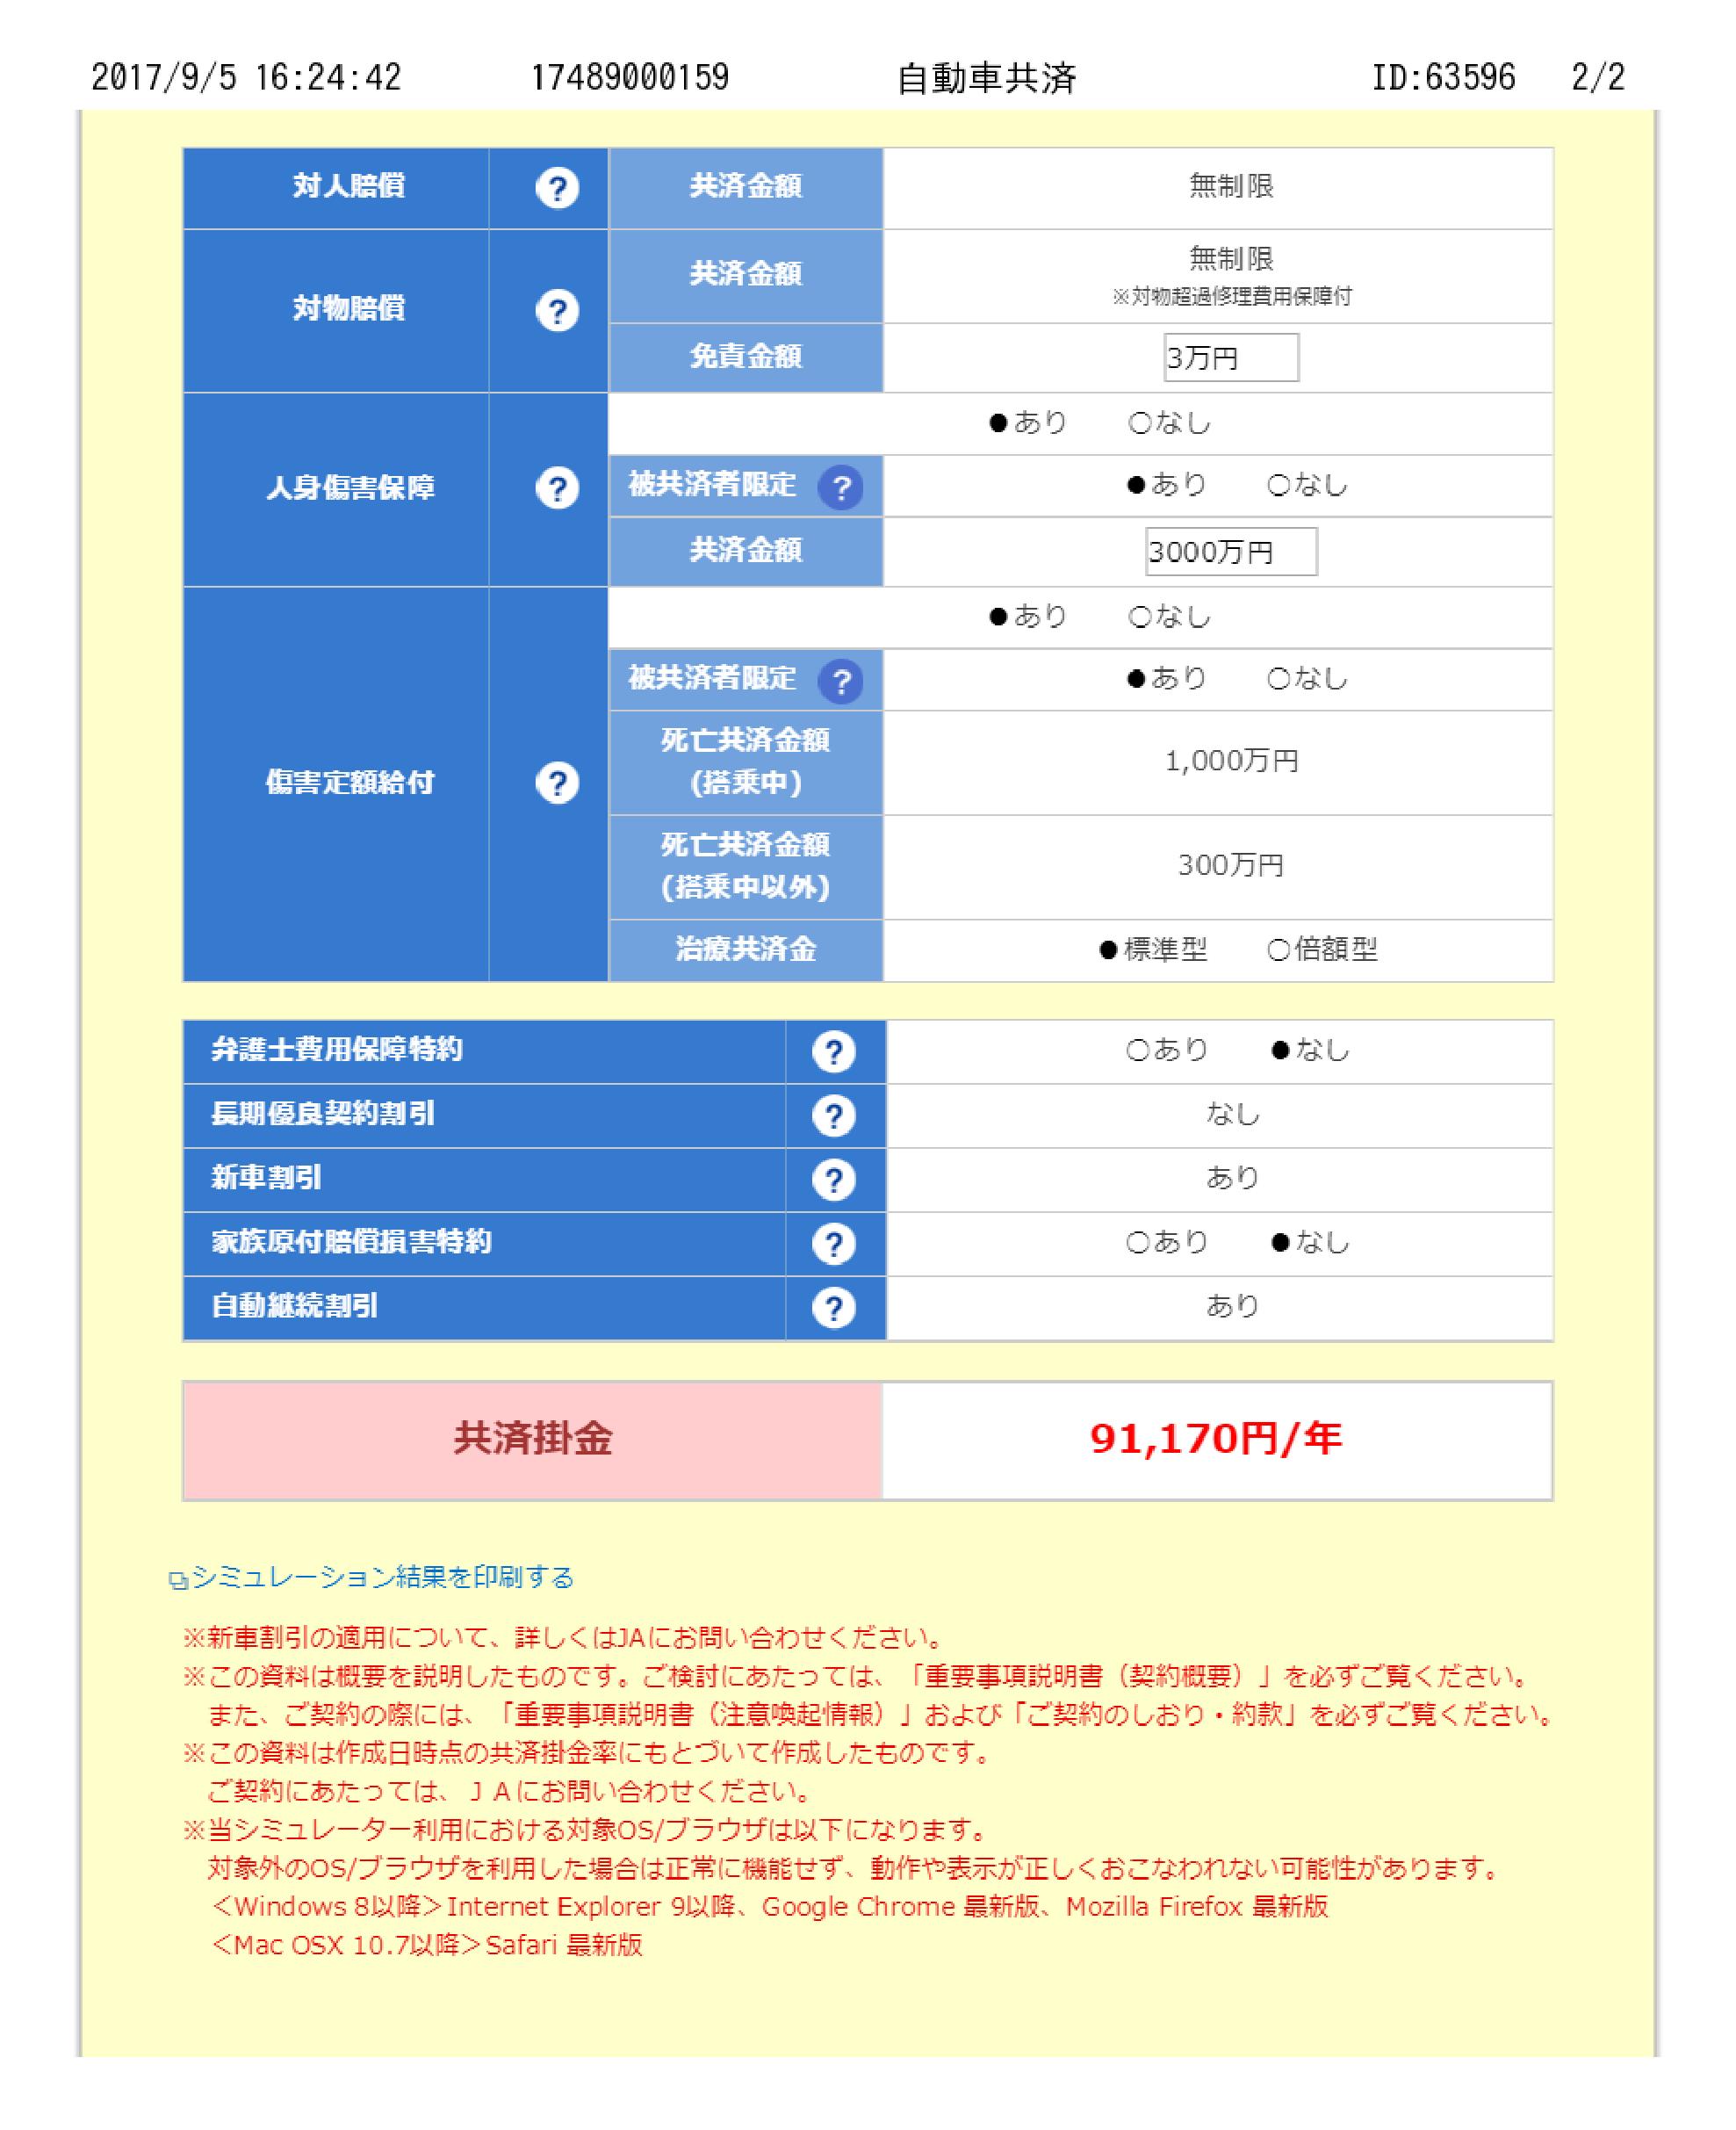 2017/9/5 16:24:42 17489000159 自動車共済 ID:63596 2/2
対人賠償 ? 共済金額 無制限
対物賠償 ? 共済金額 無制限
※対物超過修理費用保障付
免責金額 3万円
人身傷害保障 ? ●あり ○なし
被共済者限定 ? ●あり ○なし
共済金額 3000万円
傷害定額給付 ? ●あり ○なし
被共済者限定 ? ●あり ○なし
死亡共済金額
(搭乗中) 1,000万円
死亡共済金額
(搭乗中以外) 300万円
治療共済金 ●標準型 ○倍額型
弁護士費用保障特約 ? ○あり ●なし
長期優良契約割引 ? なし
新車割引 ? あり
家族原付賠償損害特約 ? ○あり ●なし
自動継続割引 ? あり
共済掛金 91,170円/年
シミュレーション結果を印刷する
※新車割引の適用について、詳しくはJAにお問い合わせください。
※この資料は概要を説明したものです。ご検討にあたっては、「重要事項説明書（契約概要）」を必ずご覧ください。
また、ご契約の際には、「重要事項説明書（注意喚起情報）」および「ご契約のしおり・約款」を必ずご覧ください。
※この資料は作成日時点の共済掛金率にもとづいて作成したものです。
ご契約にあたっては、ＪＡにお問い合わせください。
※当シミュレーター利用における対象OS/ブラウザは以下になります。
対象外のOS/ブラウザを利用した場合は正常に機能せず、動作や表示が正しくおこなわれない可能性があります。
＜Windows 8以降＞Internet Explorer 9以降、Google Chrome 最新版、Mozilla Firefox 最新版
＜Mac OSX 10.7以降＞Safari 最新版